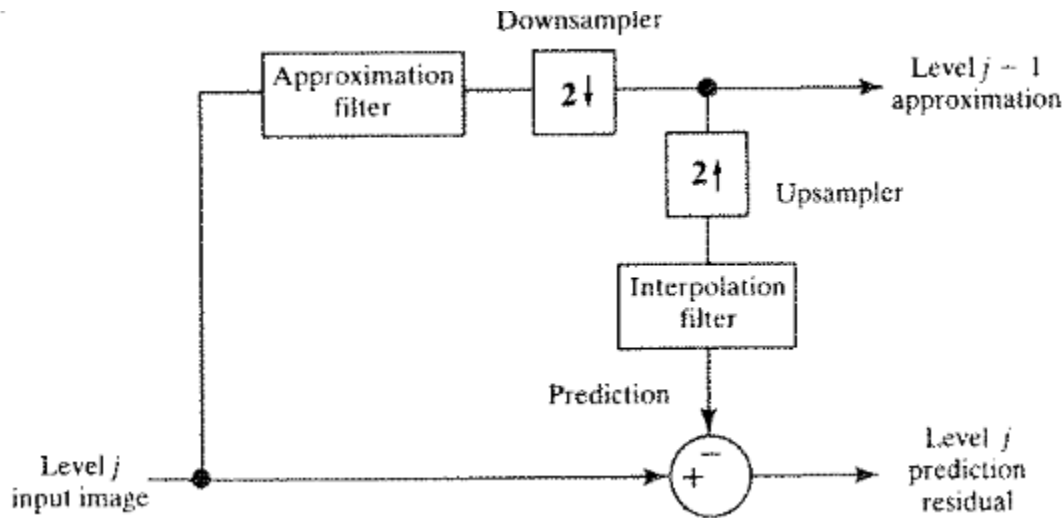 Downsampler
Approximation
filter
2↓
Level j − 1
approximation
2↑
Upsampler
Interpolation
filter
Prediction
−
+
Level j
input image
Level j
prediction
residual